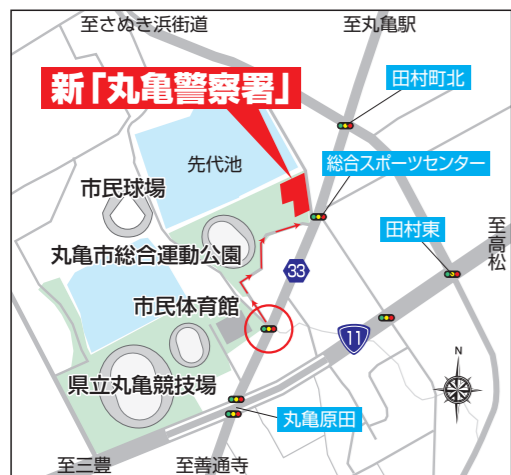 至さぬき浜街道
至丸亀駅
新「丸亀警察署」
田村町北
先代池
総合スポーツセンター
市民球場
田村東
至高松
丸亀市総合運動公園
33
市民体育館
11
N
県立丸亀競技場
丸亀原田
至三豊
至善通寺